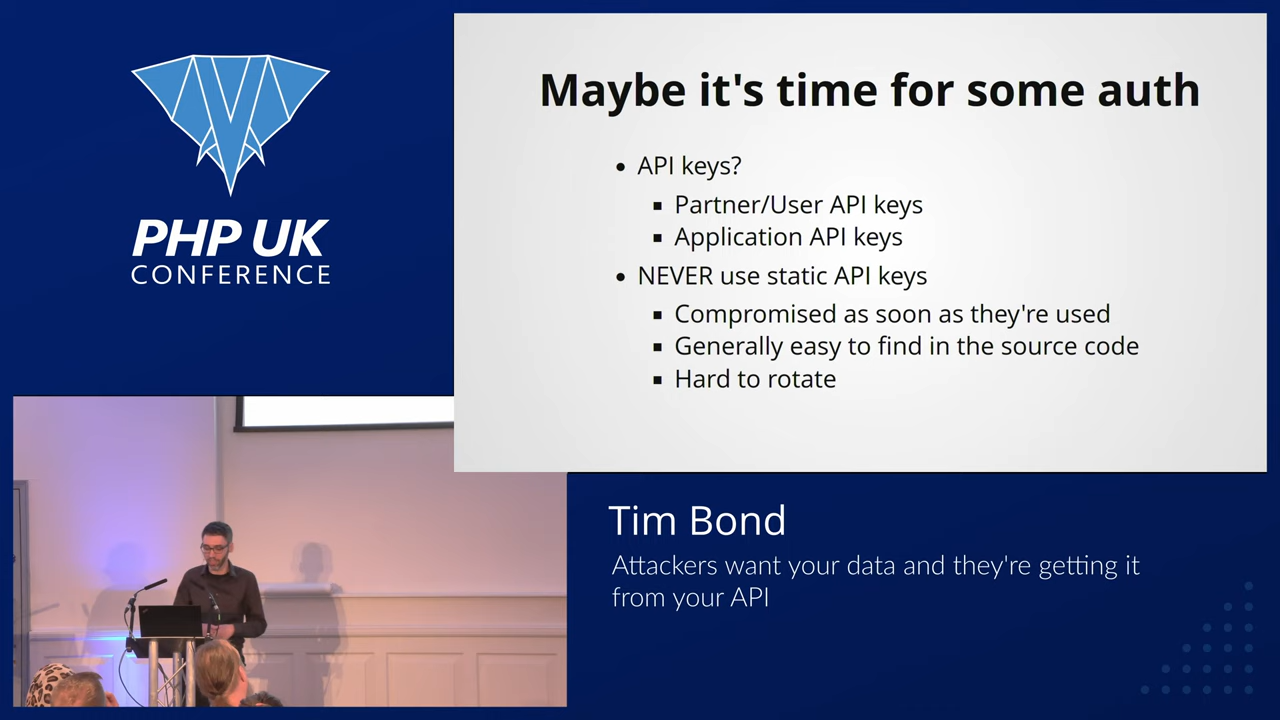 PHP UK
CONFERENCE
Maybe it's time for some auth
• API keys?
▪ Partner/User API keys
▪ Application API keys
• NEVER use static API keys
▪ Compromised as soon as they're used
▪ Generally easy to find in the source code
▪ Hard to rotate
Tim Bond
Attackers want your data and they're getting it
from your API